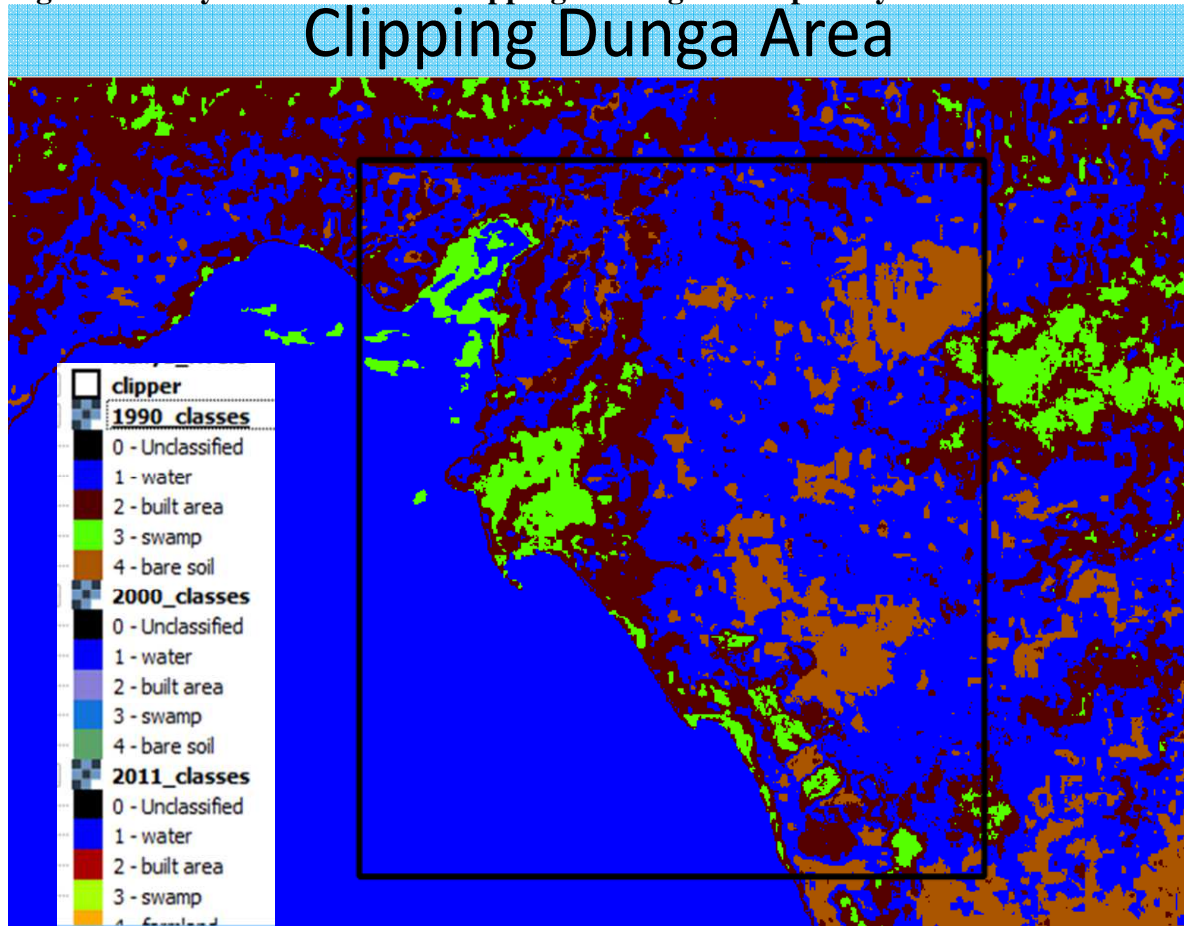 Clipping Dunga Area
clipper
1990_classes
0 - Unclassified
1 - water
2 - built area
3 - swamp
4 - bare soil
2000_classes
0 - Unclassified
1 - water
2 - built area
3 - swamp
4 - bare soil
2011_classes
0 - Unclassified
1 - water
2 - built area
3 - swamp